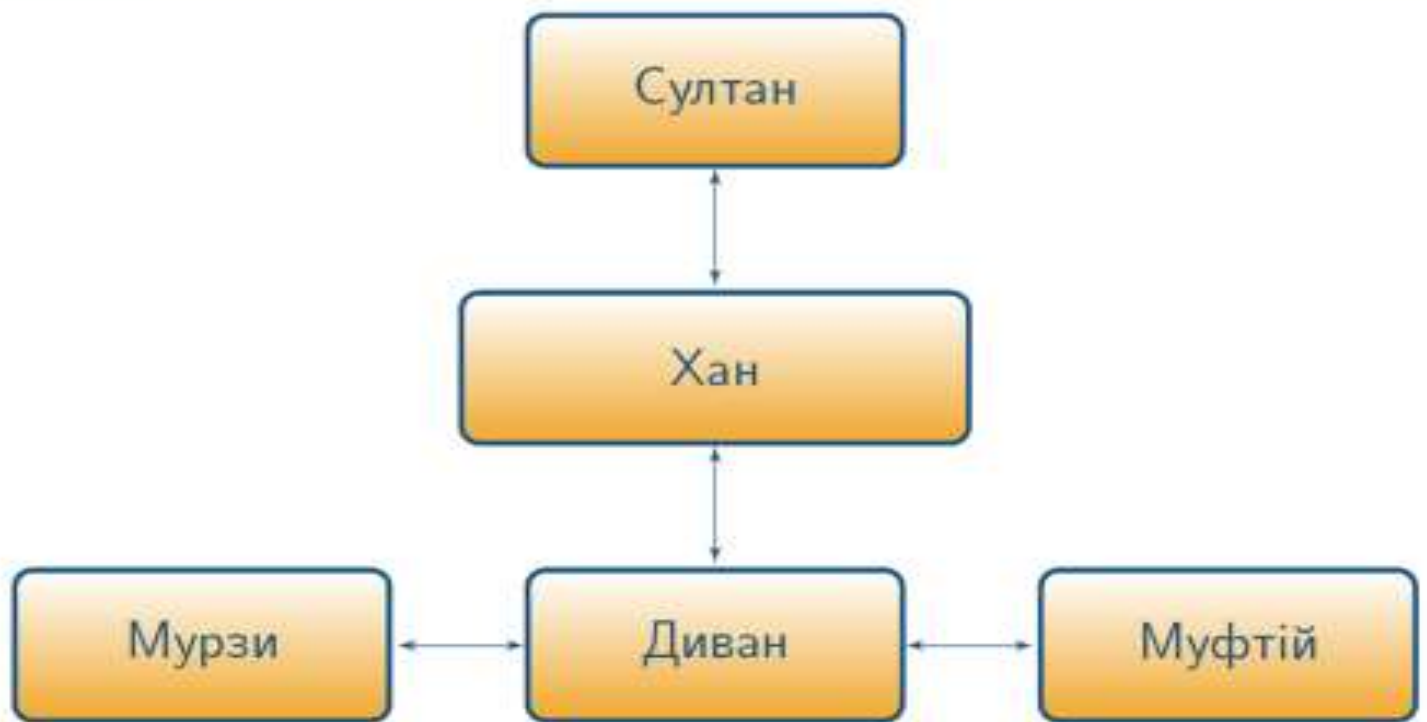 Султан
Хан
Мурзи
Диван
Муфтій